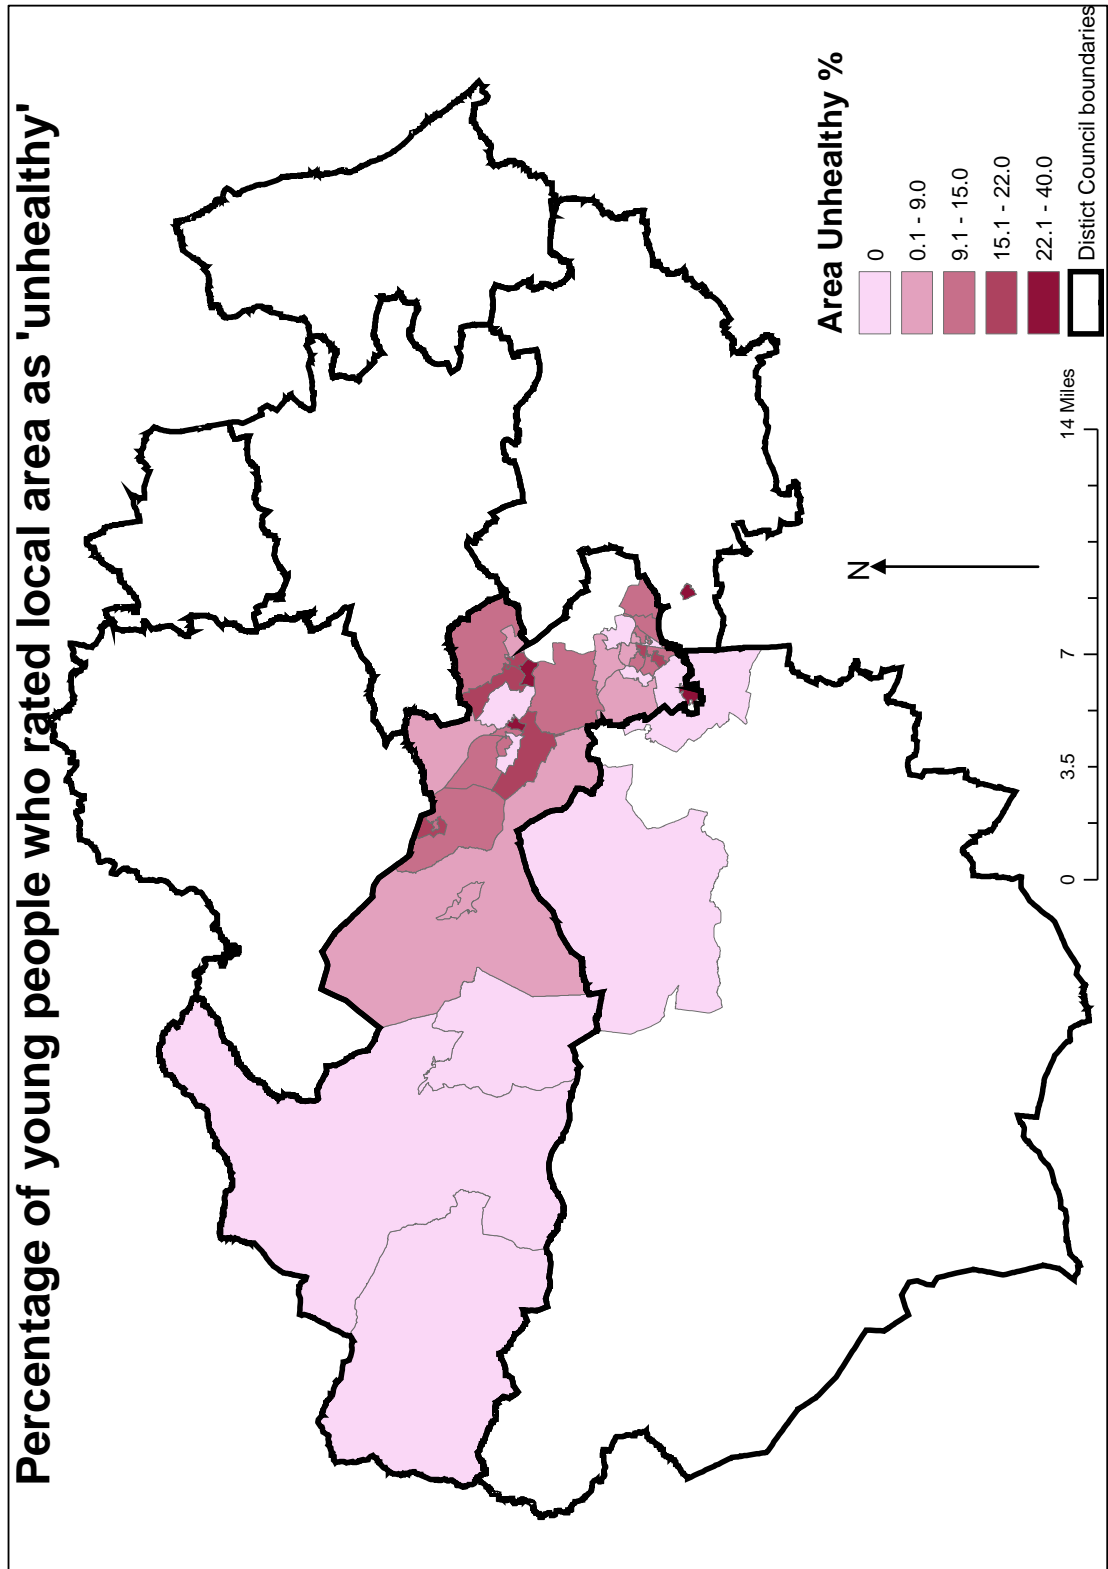 Percentage of young people who rated local area as 'unhealthy'
Area Unhealthy %
0
0.1 - 9.0
9.1 - 15.0
15.1 - 22.0
22.1 - 40.0
Distict Council boundaries
N
0 3.5 7 14 Miles